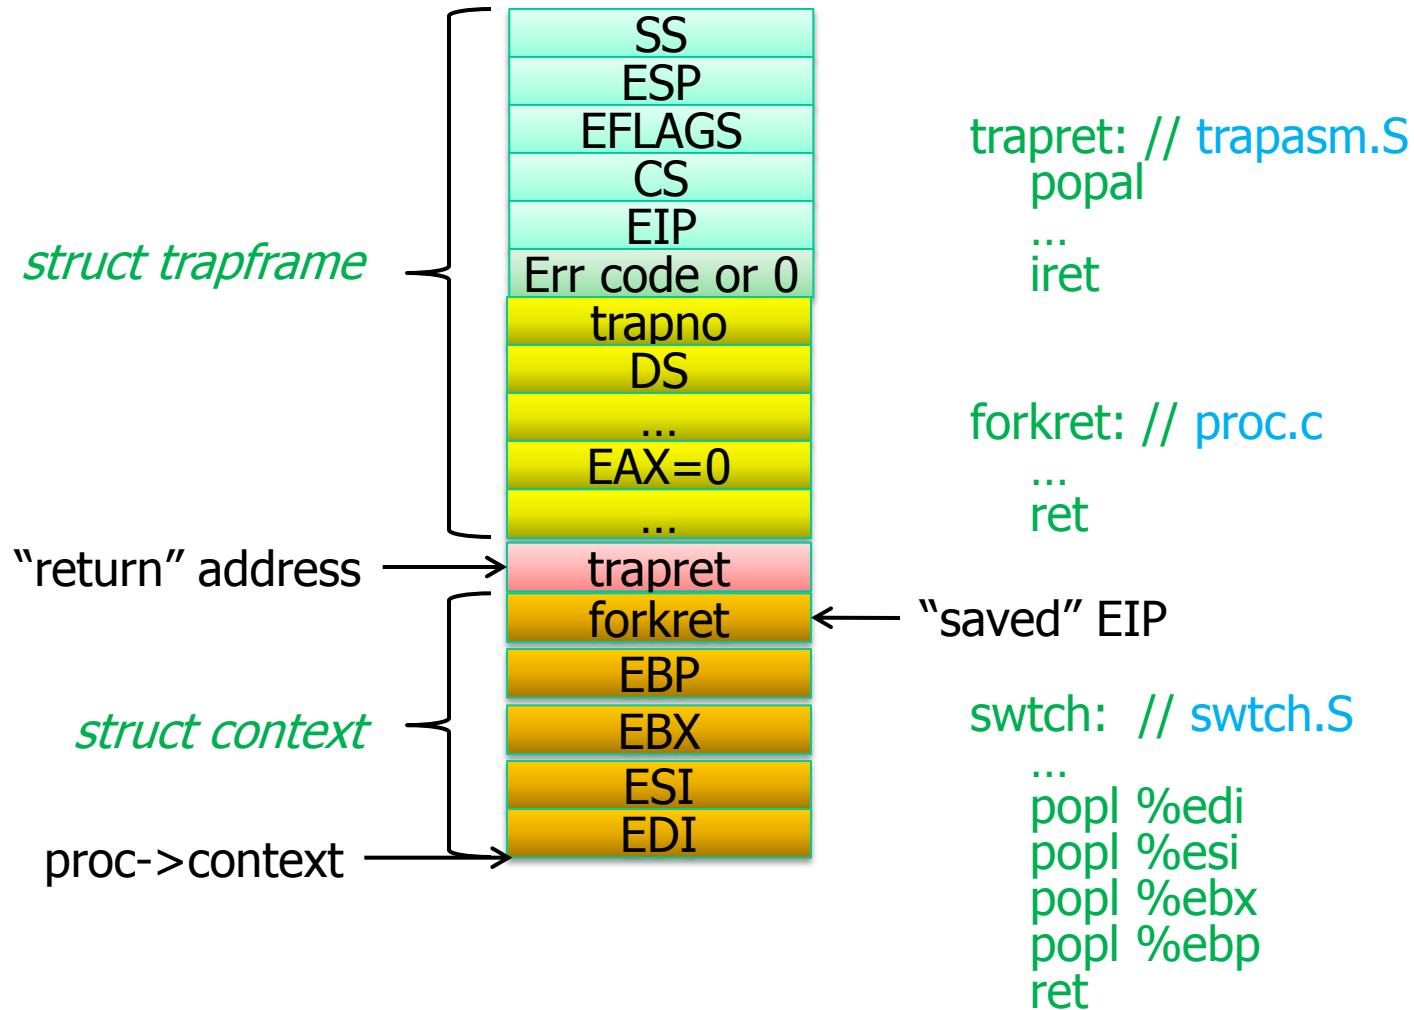 SS
ESP
EFLAGS
CS
EIP
Err code or 0
trapno
DS
...
EAX=0
...
trapret
forkret
EBP
EBX
ESI
EDI
struct trapframe
“return” address
struct context
proc->context
“saved” EIP
trapret: // trapasm.S
popal
...
iret
forkret: // proc.c
...
ret
swtch: // swtch.S
...
popl %edi
popl %esi
popl %ebx
popl %ebp
ret